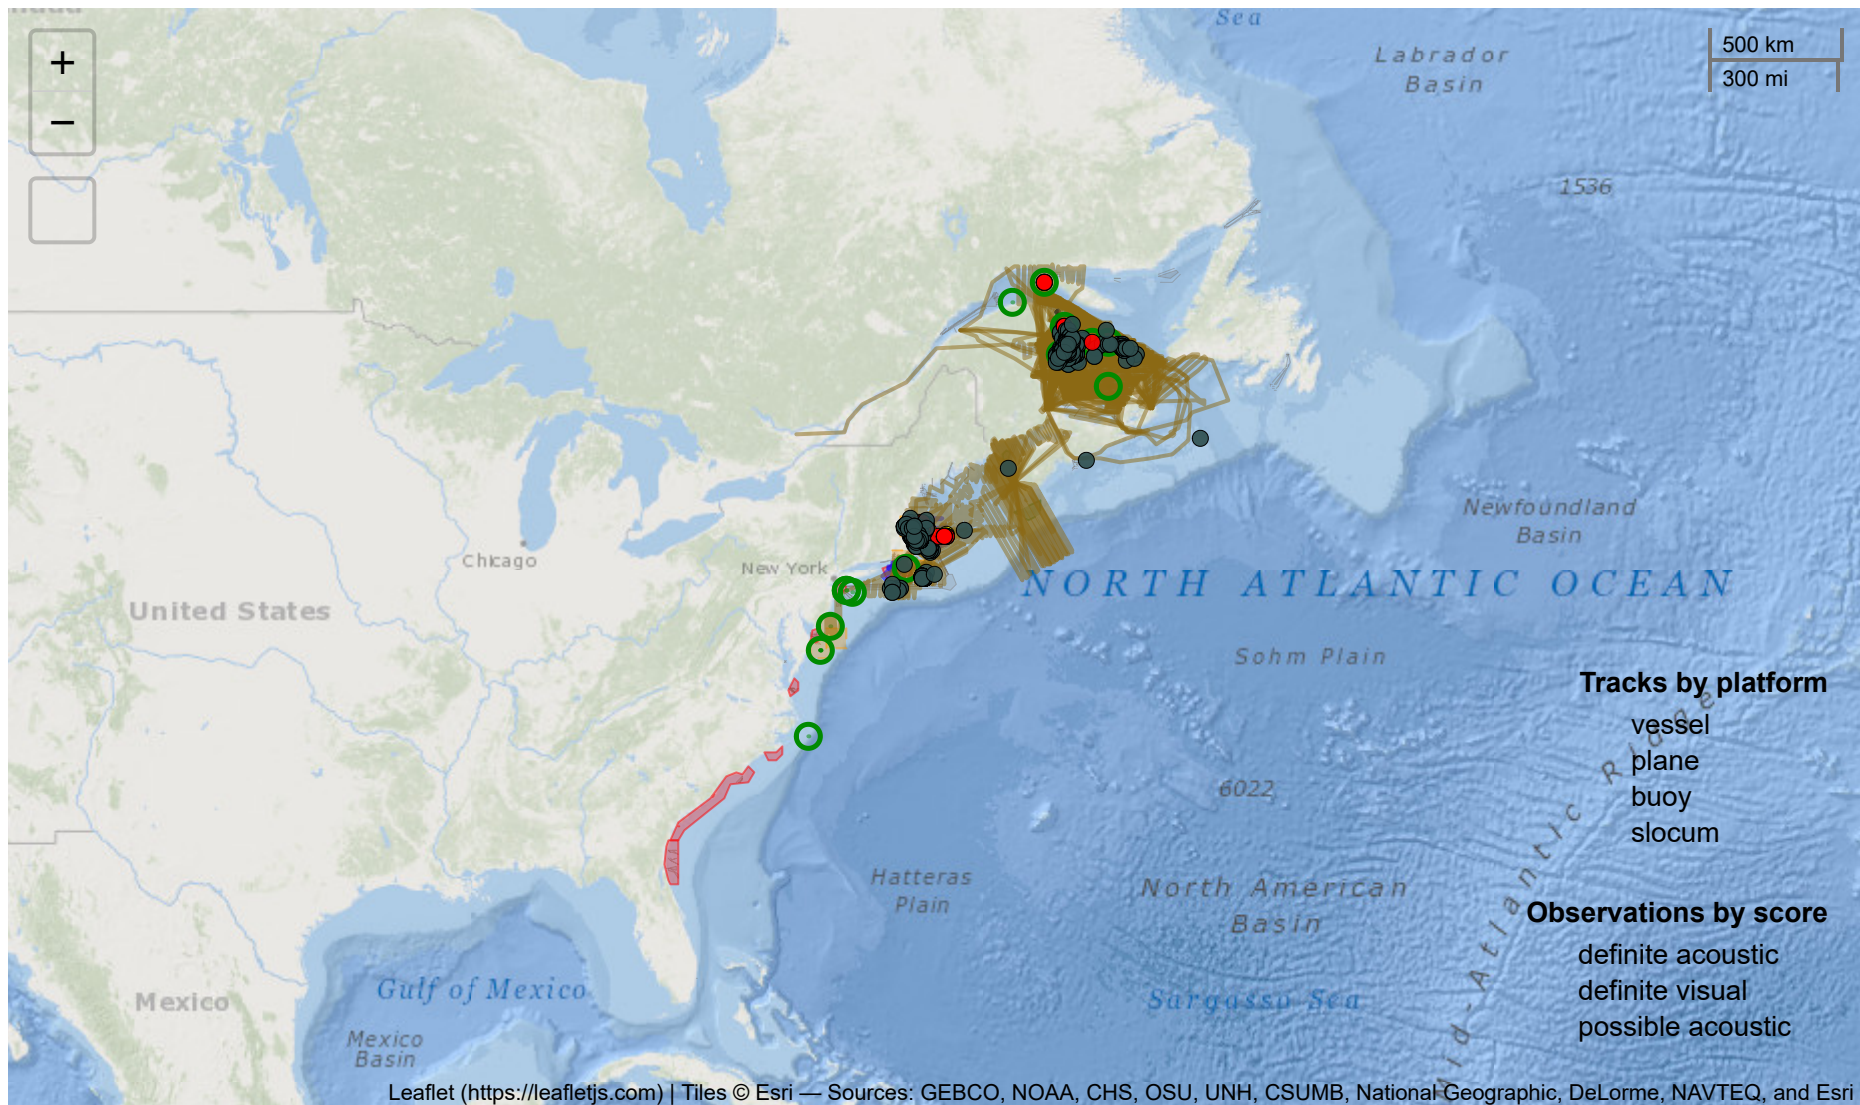 Sea
+
−
500 km
300 mi
Labrador
Basin
1536
Newfoundland
Basin
Chicago
New York
NORTH ATLANTIC OCEAN
United States
Sohm Plain
Tracks by platform
vessel
plane
buoy
slocum
6022
Mid-Atlantic Ridge
Hatteras
Plain
North American
Basin
Observations by score
definite acoustic
definite visual
possible acoustic
Gulf of Mexico
Sargasso Sea
Mexico
Mexico
Basin
Leaflet (https://leafletjs.com) | Tiles © Esri — Sources: GEBCO, NOAA, CHS, OSU, UNH, CSUMB, National Geographic, DeLorme, NAVTEQ, and Esri